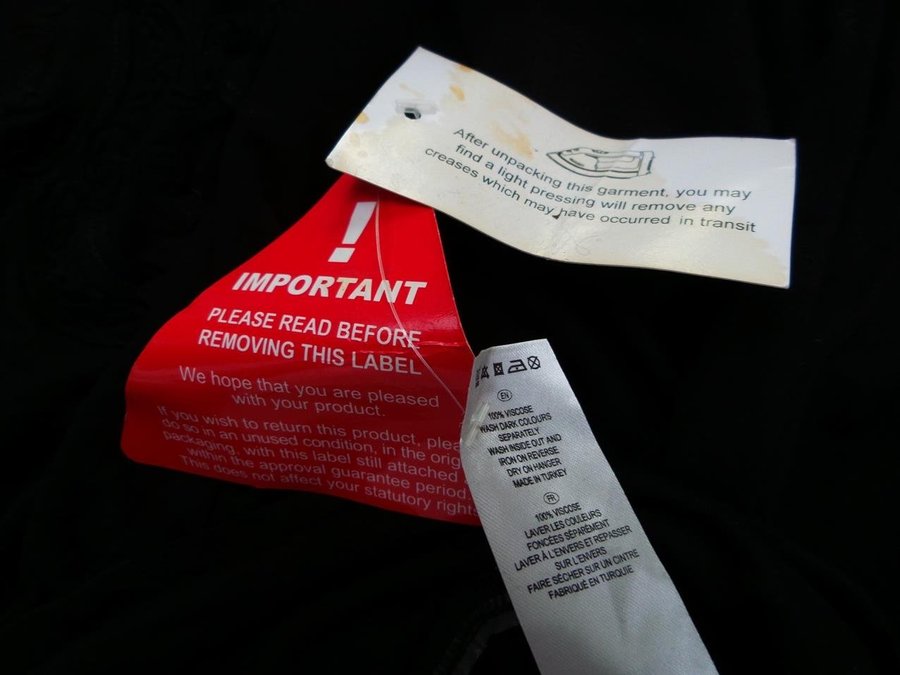 After unpacking this garment, you may
find a light pressing will remove any
creases which may have occurred in transit
!
IMPORTANT
PLEASE READ BEFORE
REMOVING THIS LABEL
We hope that you are pleased
with your product.
If you wish to return this product,
do so in an unused condition, in the
packaging, with this label still attached
within the approval guarantee period.
This does not affect your statutory rights
EN
100% VISCOSE
WASH DARK COLOURS
SEPARATELY
WASH INSIDE OUT AND
IRON ON REVERSE
DRY ON HANGER
MADE IN TURKEY
FR
100% VISCOSE
LAVER LES COULEURS
FONCÉES SÉPARÉMENT
LAVER À L'ENVERS ET REPASSER
SUR L'ENVERS
FAIRE SÉCHER SUR UN CINTRE
FABRIQUÉ EN TURQUIE